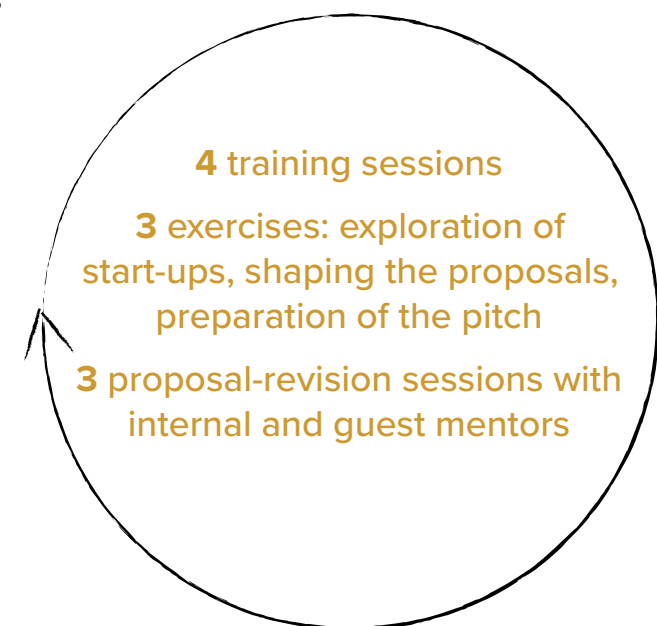 4 training sessions
3 exercises: exploration of
start-ups, shaping the proposals,
preparation of the pitch
3 proposal-revision sessions with
internal and guest mentors